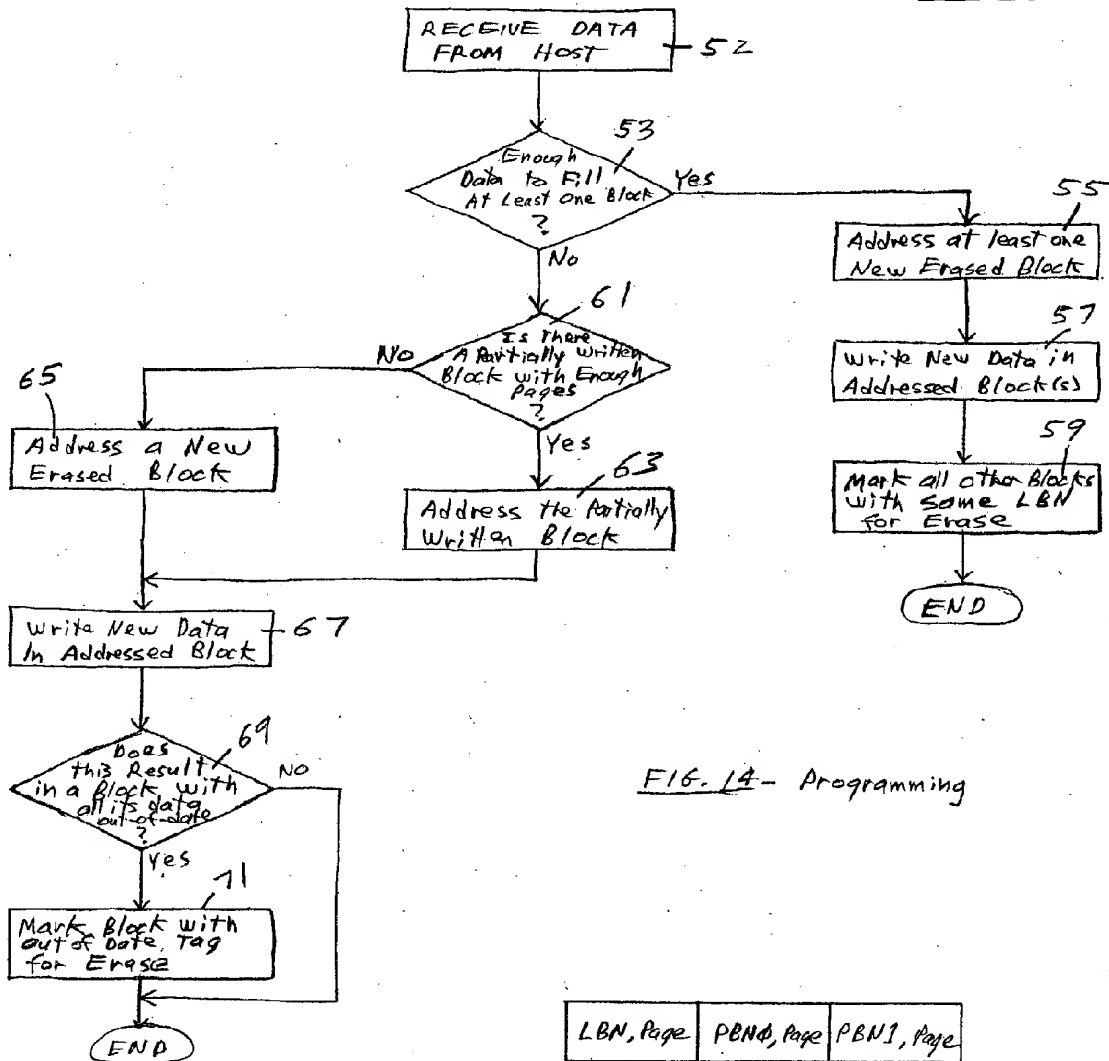 RECEIVE DATA
FROM HOST
52
53
Enough
Data to Fill
At Least One Block
?
Yes
No
55
Address at least one
New Erased Block
57
Write New Data in
Addressed Block(s)
59
Mark all other Blocks
with same LBN
for Erase
END
61
Is There
A Partially Written
Block with Enough
Pages
?
No
Yes
65
Address a New
Erased Block
63
Address the Partially
Written Block
Write New Data
In Addressed Block
67
69
Does
this Result
in a Block with
all its data
out-of-date
?
NO
Yes
71
Mark Block with
out of Date, Tag
for Erase
END
FIG. 14 - Programming
LBN, Page PBN0, Page PBN1, Page